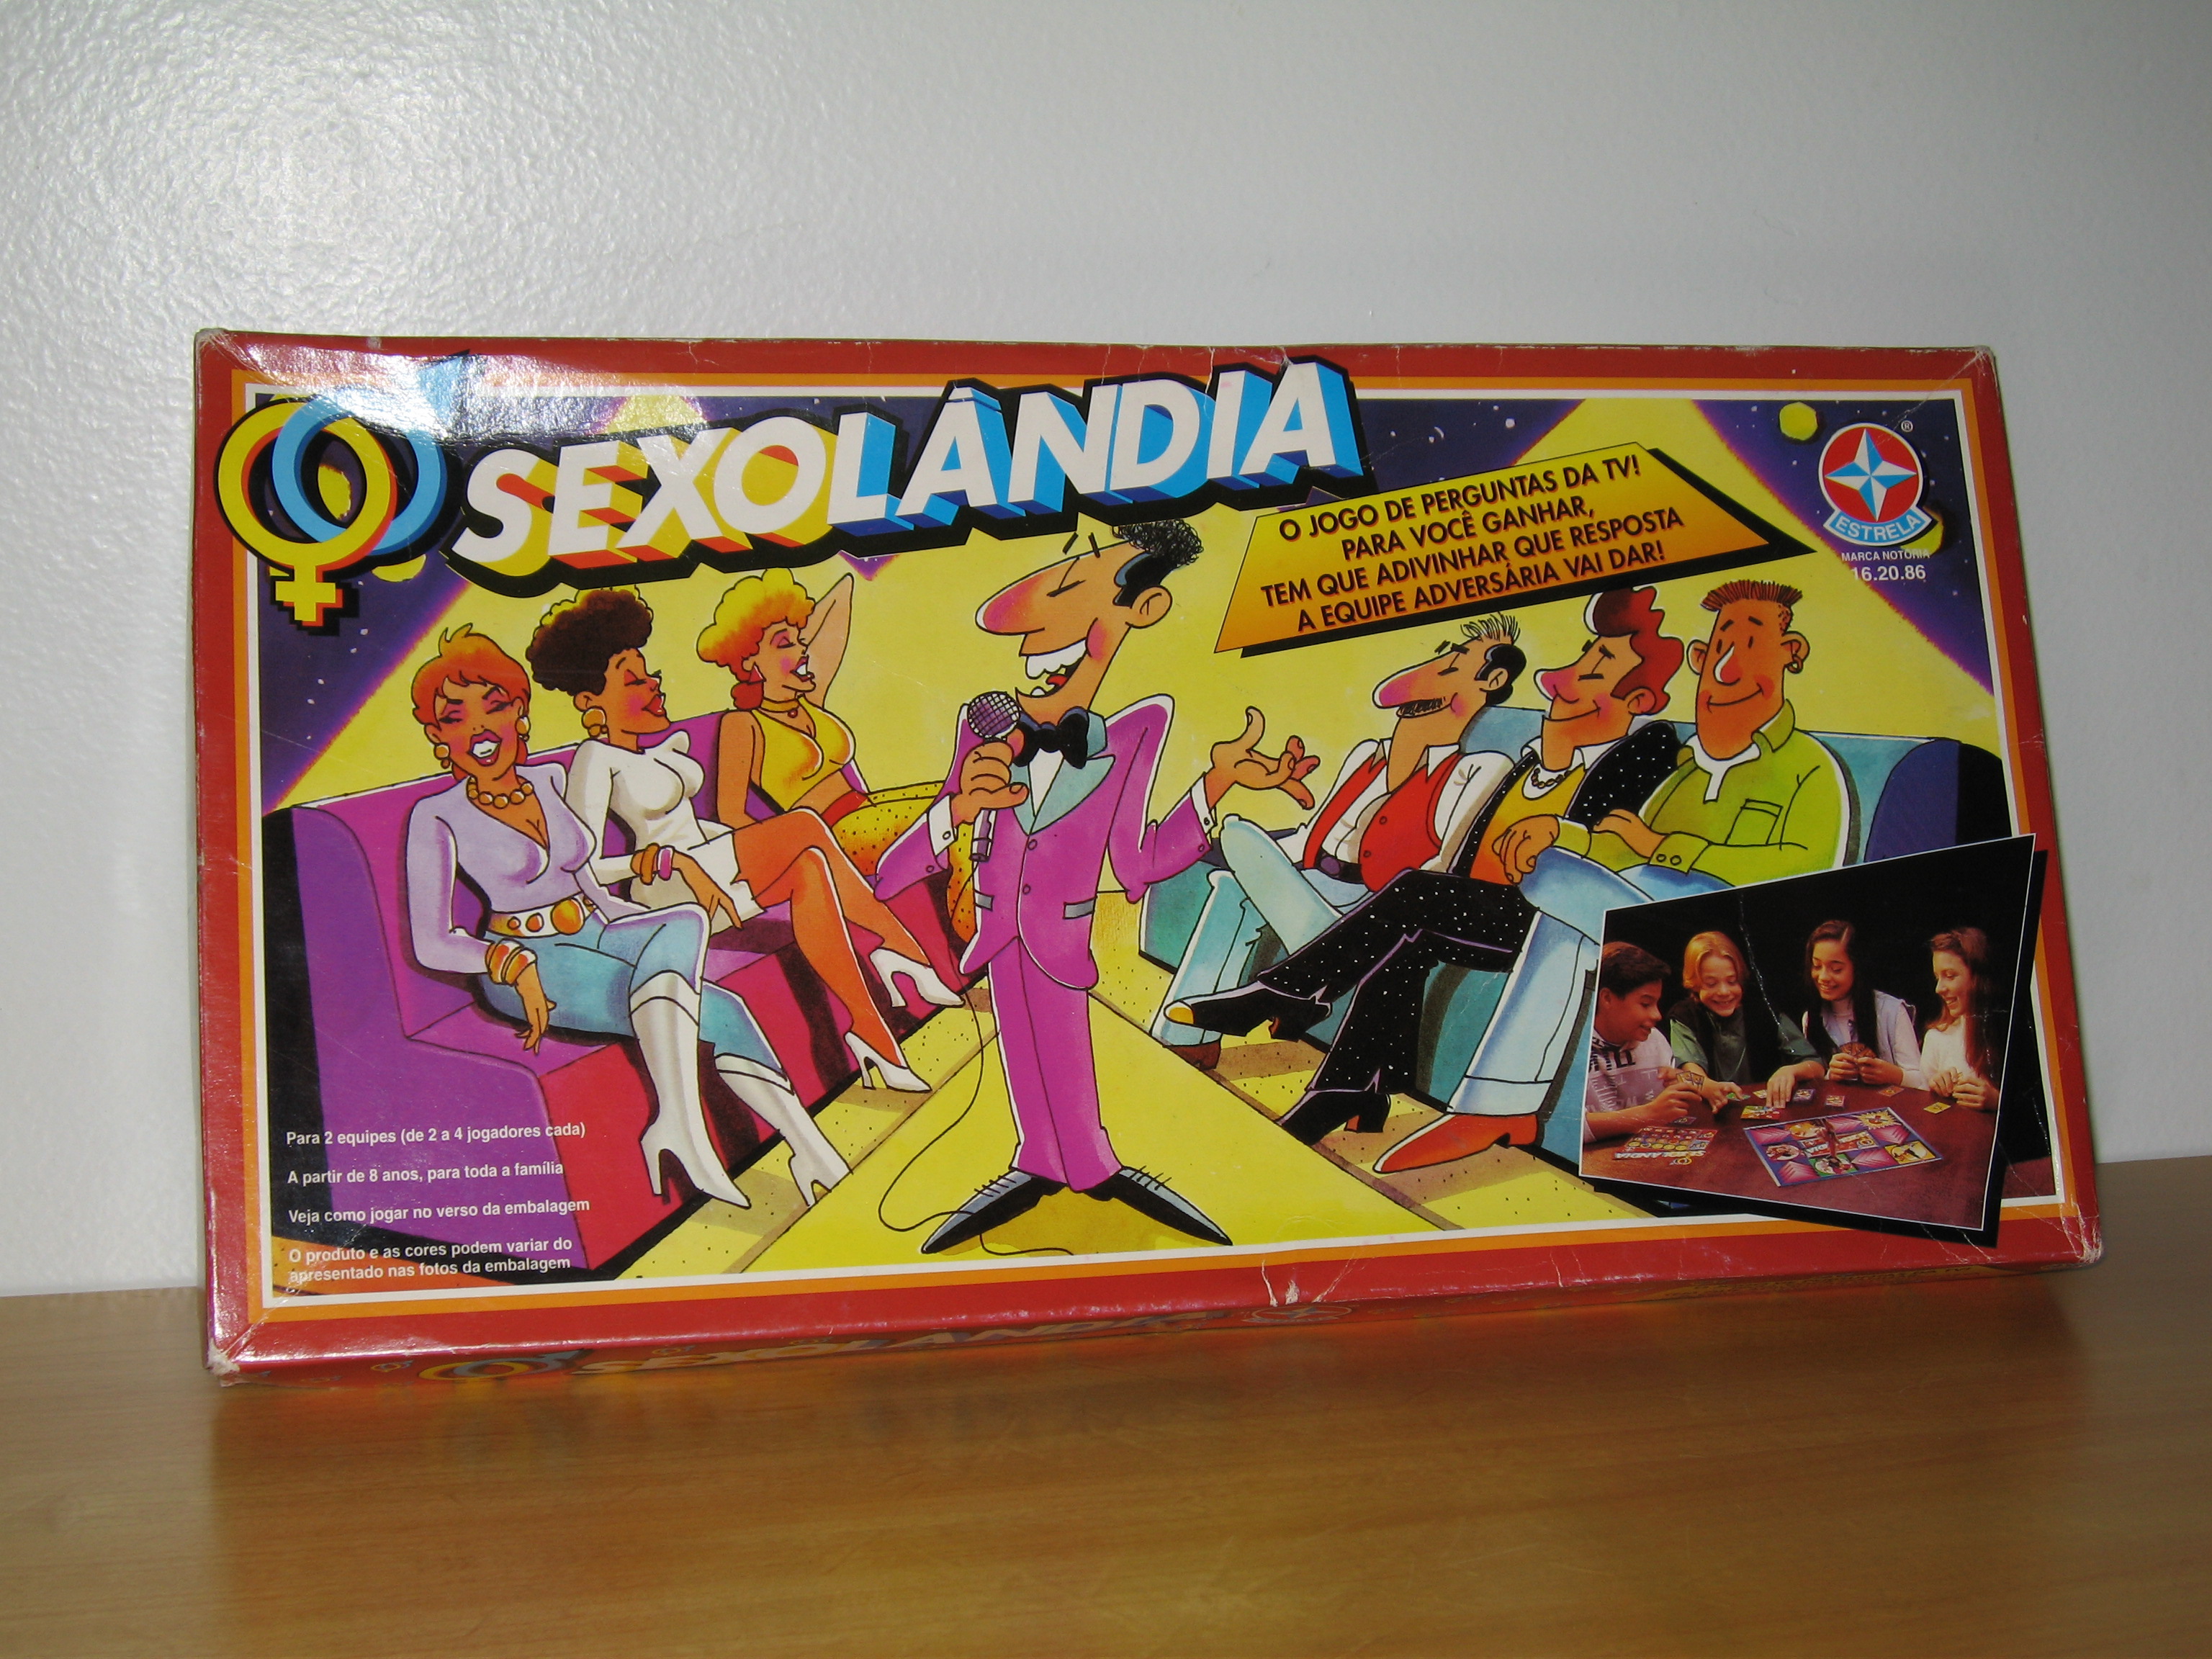 SEXOLÂNDIA
O JOGO DE PERGUNTAS DA TV!
PARA VOCÊ GANHAR,
TEM QUE ADIVINHAR QUE RESPOSTA
A EQUIPE ADVERSÁRIA VAI DAR!
®
ESTRELA
MARCA NOTÓRIA
16.20.86
Para 2 equipes (de 2 a 4 jogadores cada)
A partir de 8 anos, para toda a família
Veja como jogar no verso da embalagem
O produto e as cores podem variar do
apresentado nas fotos da embalagem
SEXOLÂNDIA
SEXOLÂNDIA